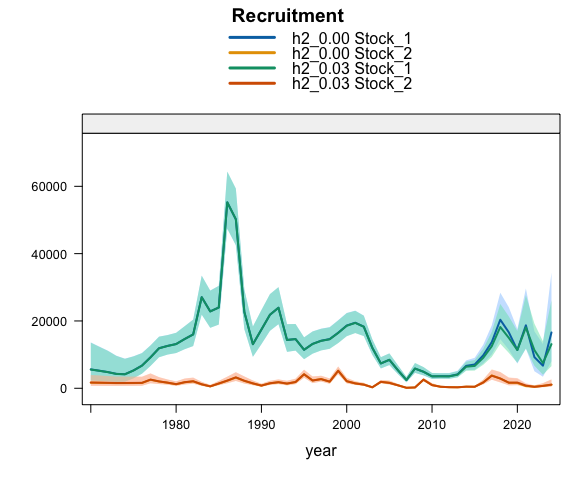 Recruitment
h2_0.00 Stock_1
h2_0.00 Stock_2
h2_0.03 Stock_1
h2_0.03 Stock_2
60000
40000
20000
0
1980 1990 2000 2010 2020
year